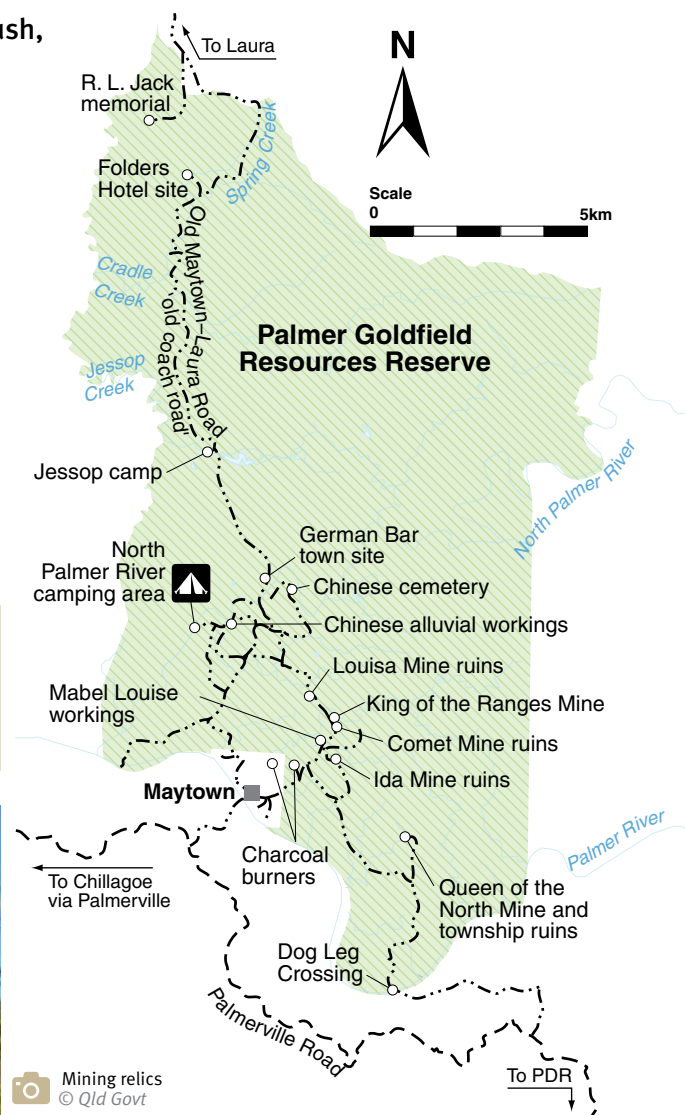 ush,
To Laura
N
R. L. Jack
memorial
Spring Creek
Folders
Hotel site
Scale
0 5km
Old Maytown–Laura Road
'old coach road'
Cradle
Creek
Palmer Goldfield
Resources Reserve
Jessop
Creek
Jessop camp
North Palmer River
German Bar
town site
North
Palmer River
camping area
Chinese cemetery
Chinese alluvial workings
Louisa Mine ruins
Mabel Louise
workings
King of the Ranges Mine
Comet Mine ruins
Ida Mine ruins
Maytown
Charcoal
burners
Palmer River
To Chillagoe
via Palmerville
Queen of the
North Mine and
township ruins
Dog Leg
Crossing
Palmerville Road
To PDR
Mining relics
© Qld Govt